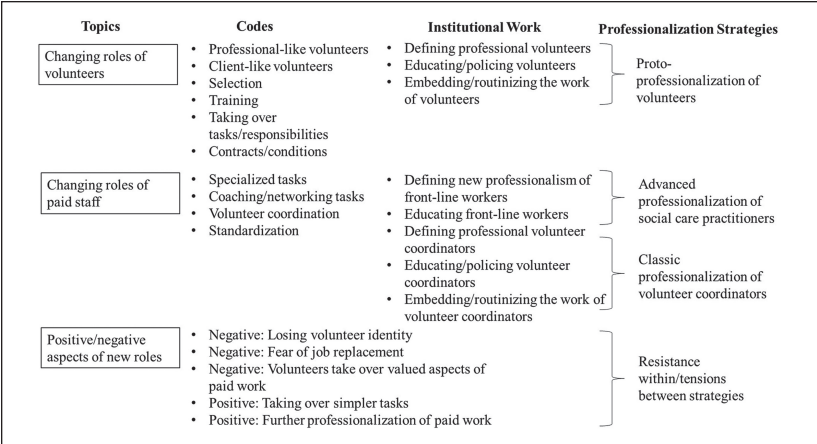 Topics
Codes
Institutional Work
Professionalization Strategies
Changing roles of
volunteers
• Professional-like volunteers
• Client-like volunteers
• Selection
• Training
• Taking over
tasks/responsibilities
• Contracts/conditions
• Defining professional volunteers
• Educating/policing volunteers
• Embedding/routinizing the work
of volunteers
Proto-
professionalization of
volunteers
Changing roles of
paid staff
• Specialized tasks
• Coaching/networking tasks
• Volunteer coordination
• Standardization
• Defining new professionalism of
front-line workers
• Educating front-line workers
• Defining professional volunteer
coordinators
• Educating/policing volunteer
coordinators
• Embedding/routinizing the work of
volunteer coordinators
Advanced
professionalization of
social care practitioners
Classic
professionalization of
volunteer coordinators
Positive/negative
aspects of new roles
• Negative: Losing volunteer identity
• Negative: Fear of job replacement
• Negative: Volunteers take over valued aspects of
paid work
• Positive: Taking over simpler tasks
• Positive: Further professionalization of paid work
Resistance
within/tensions
between strategies